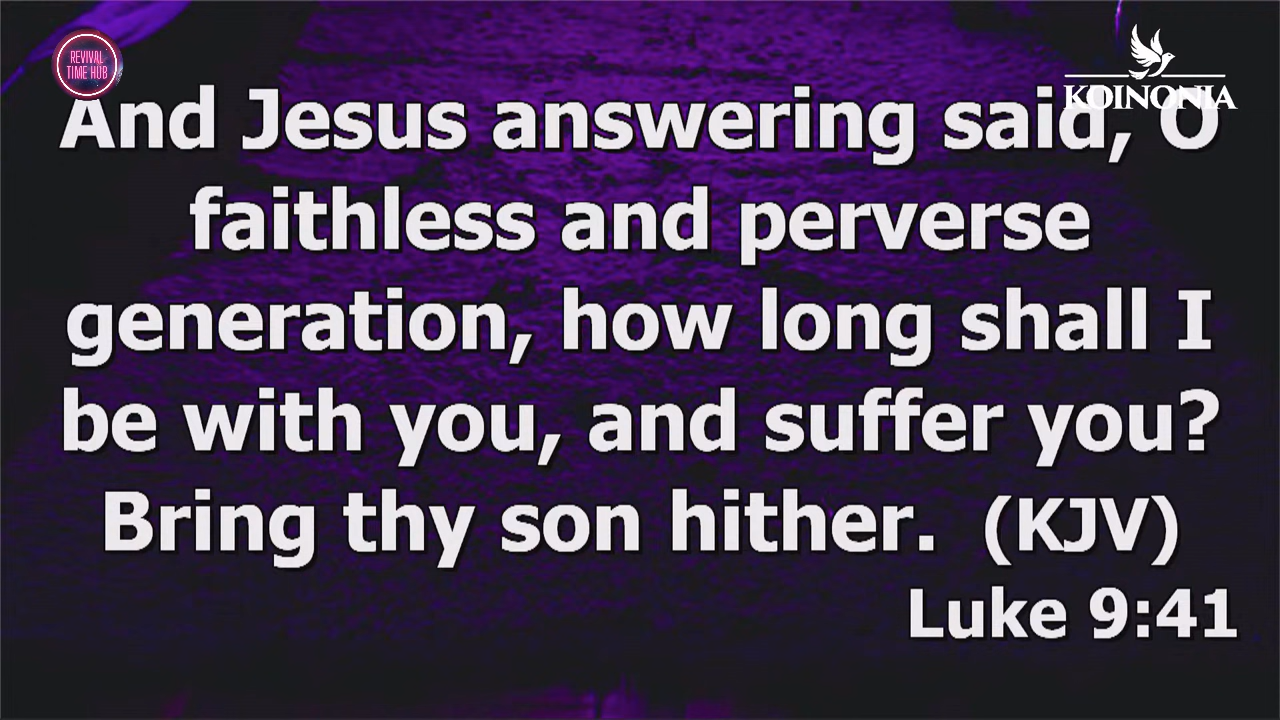 REVIVAL
TIME HUB
KOINONIA
And Jesus answering said, O
faithless and perverse
generation, how long shall I
be with you, and suffer you?
Bring thy son hither. (KJV)
Luke 9:41